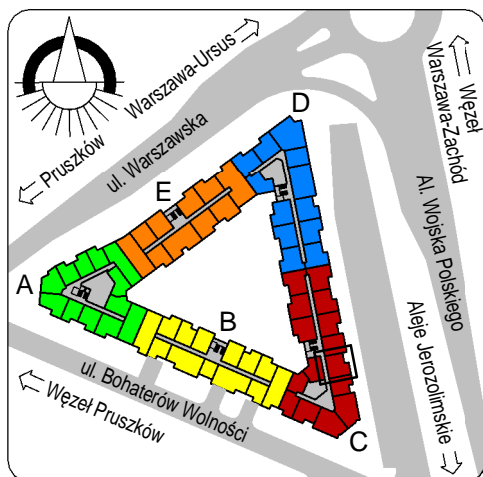 Warszawa-Ursus
Pruszków
ul. Warszawska
D
Węzeł
Warszawa-Zachód
E
Al. Wojska Polskiego
A
B
Aleje Jerozolimskie
ul. Bohaterów Wolności
Węzeł Pruszków
C